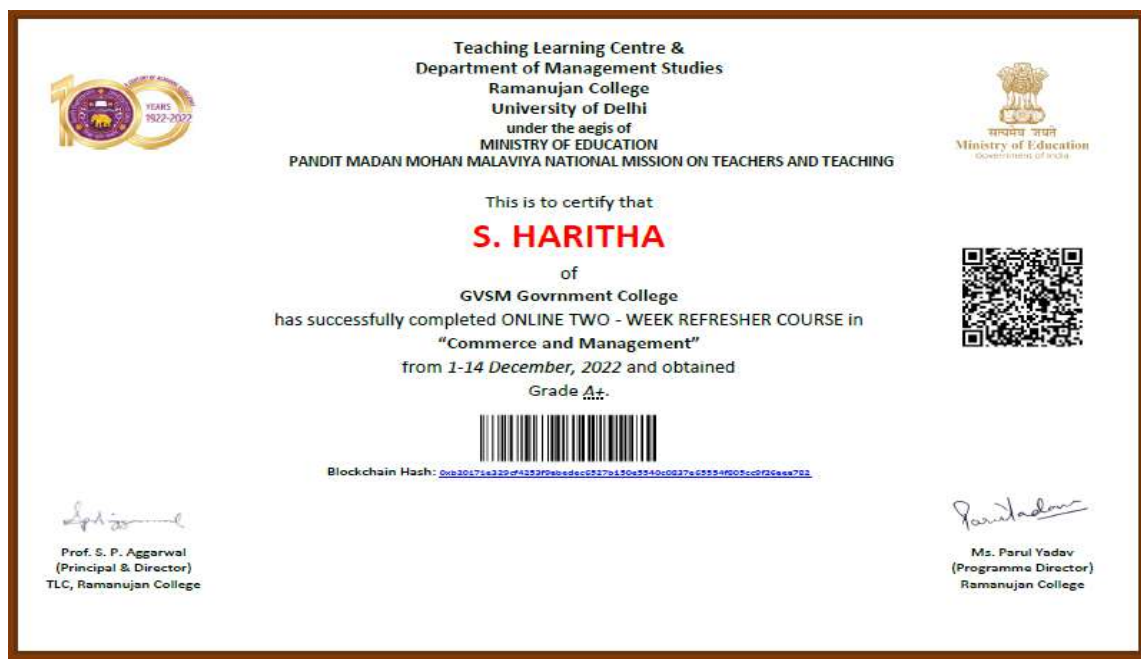 Teaching Learning Centre &
Department of Management Studies
Ramanujan College
University of Delhi
under the aegis of
MINISTRY OF EDUCATION
PANDIT MADAN MOHAN MALAVIYA NATIONAL MISSION ON TEACHERS AND TEACHING
YEARS
1922-2022
सत्यमेव जयते
Ministry of Education
Government of India
This is to certify that
S. HARITHA
of
GVSM Govrnment College
has successfully completed ONLINE TWO - WEEK REFRESHER COURSE in
“Commerce and Management”
from 1-14 December, 2022 and obtained
Grade A+.
Blockchain Hash:
Prof. S. P. Aggarwal
(Principal & Director)
TLC, Ramanujan College
Ms. Parul Yadav
(Programme Director)
Ramanujan College